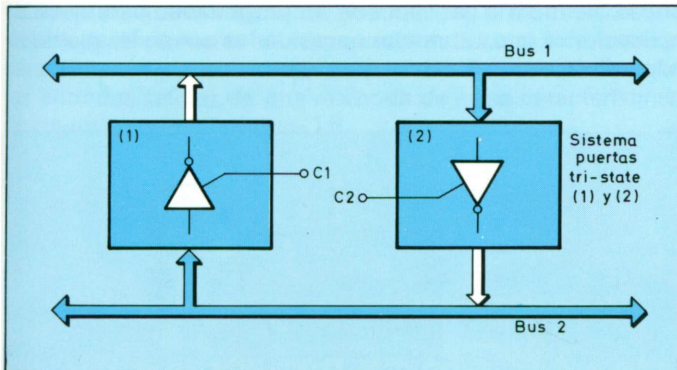 Bus 1
(1)
C1
(2)
C2
Sistema
puertas
tri-state
(1) y (2)
Bus 2